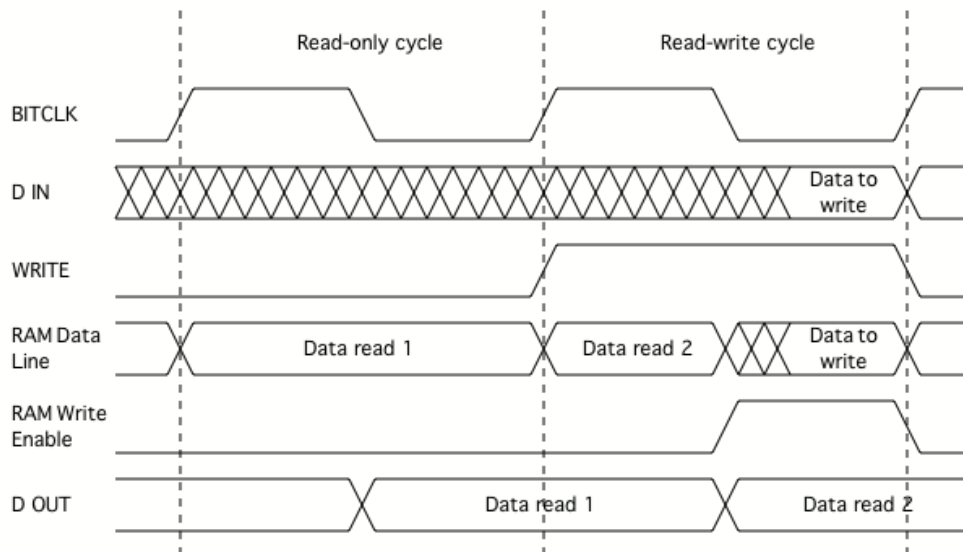 Read-only cycle
Read-write cycle
BITCLK
D IN
Data to
write
WRITE
RAM Data
Line
Data read 1
Data read 2
Data to
write
RAM Write
Enable
D OUT
Data read 1
Data read 2